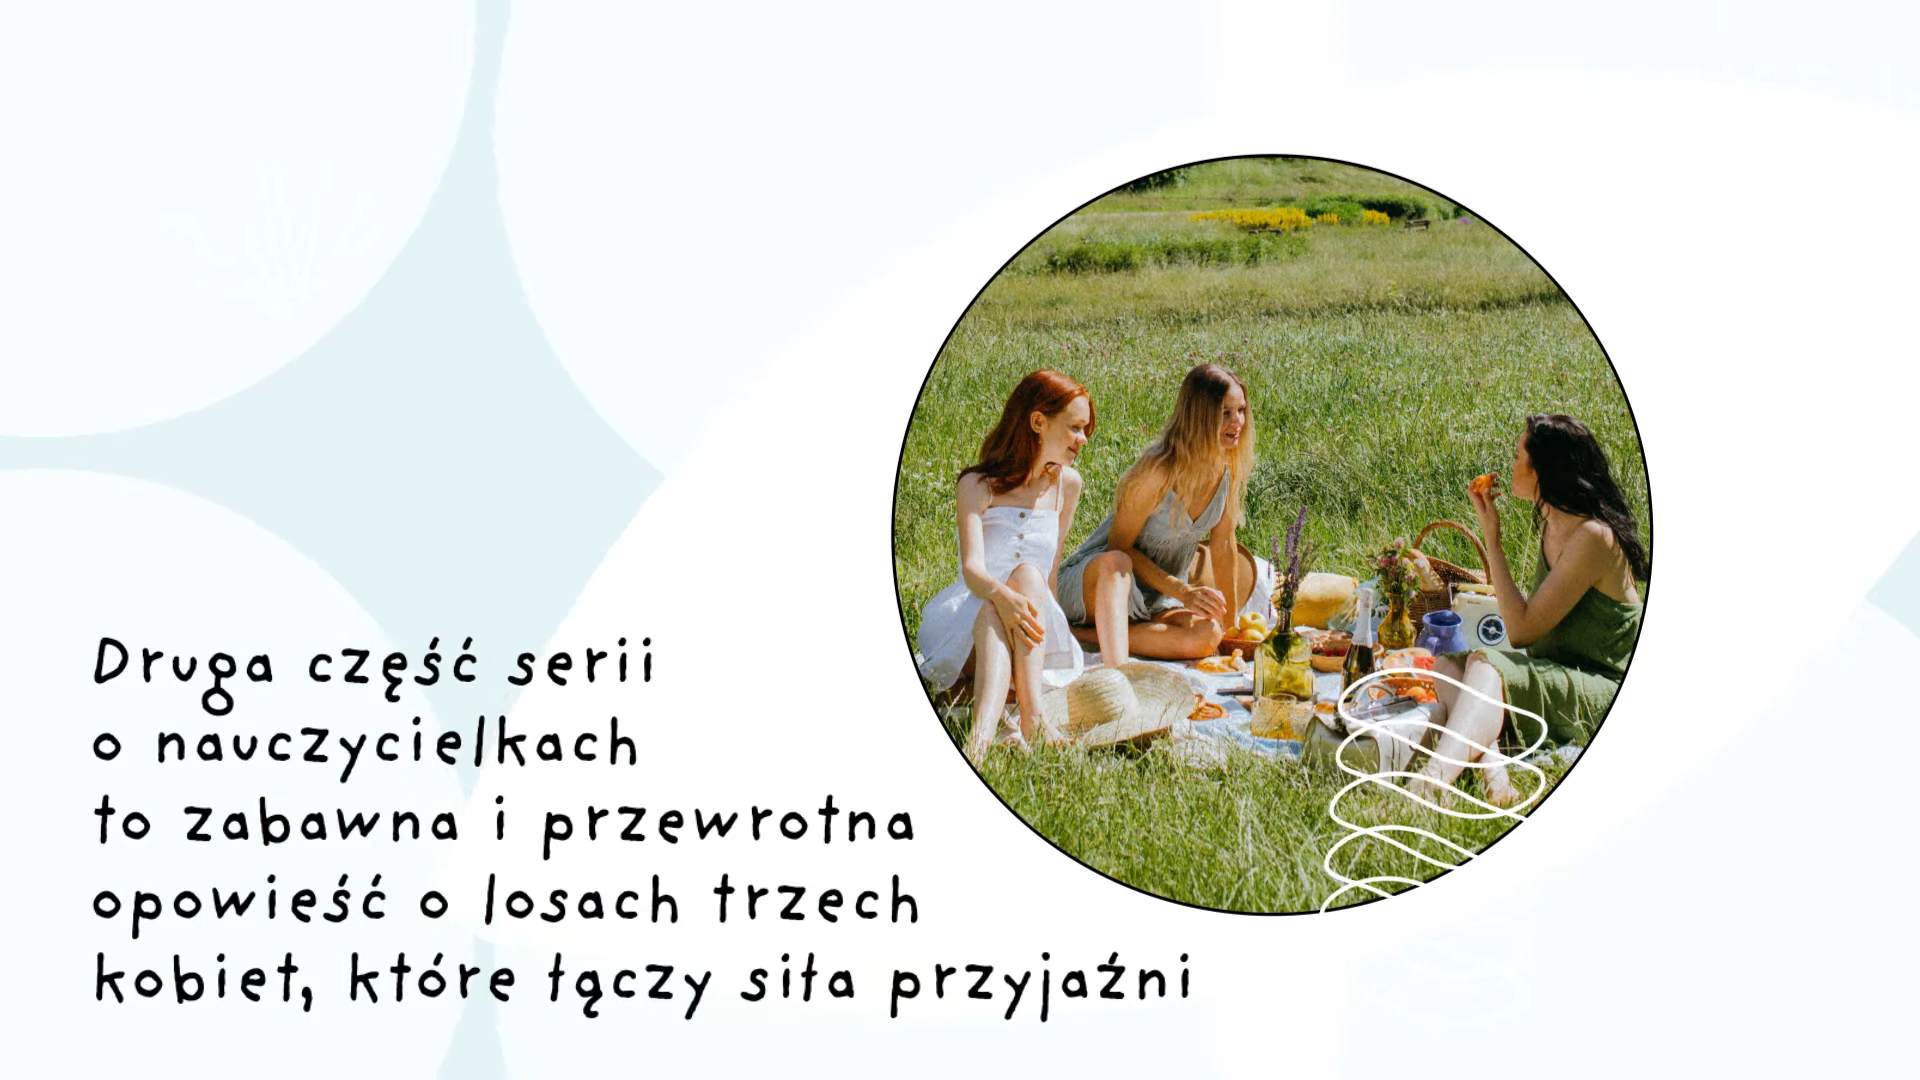 Druga część serii
o nauczycielkach
to zabawna i przewrotna
opowieść o losach trzech
kobiet, które łączy siła przyjaźni